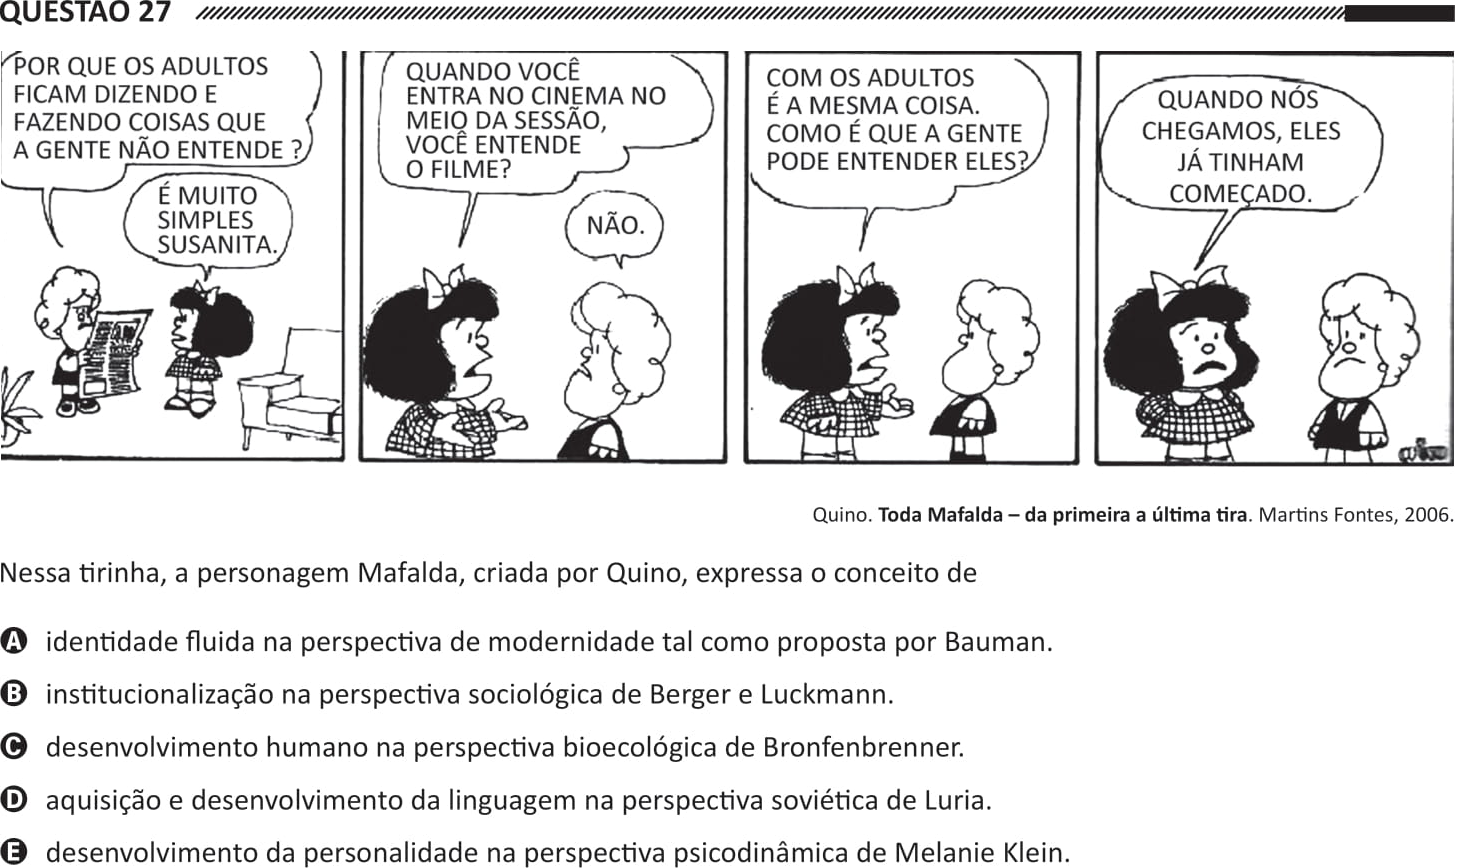 QUESTÃO 27
POR QUE OS ADULTOS
FICAM DIZENDO E
FAZENDO COISAS QUE
A GENTE NÃO ENTENDE ?
É MUITO
SIMPLES
SUSANITA.
QUANDO VOCÊ
ENTRA NO CINEMA NO
MEIO DA SESSÃO,
VOCÊ ENTENDE
O FILME?
NÃO.
COM OS ADULTOS
É A MESMA COISA.
COMO É QUE A GENTE
PODE ENTENDER ELES?
QUANDO NÓS
CHEGAMOS, ELES
JÁ TINHAM
COMEÇADO.
Quino. Toda Mafalda – da primeira a última tira. Martins Fontes, 2006.
Nessa tirinha, a personagem Mafalda, criada por Quino, expressa o conceito de
A identidade fluida na perspectiva de modernidade tal como proposta por Bauman.
B institucionalização na perspectiva sociológica de Berger e Luckmann.
C desenvolvimento humano na perspectiva bioecológica de Bronfenbrenner.
D aquisição e desenvolvimento da linguagem na perspectiva soviética de Luria.
E desenvolvimento da personalidade na perspectiva psicodinâmica de Melanie Klein.